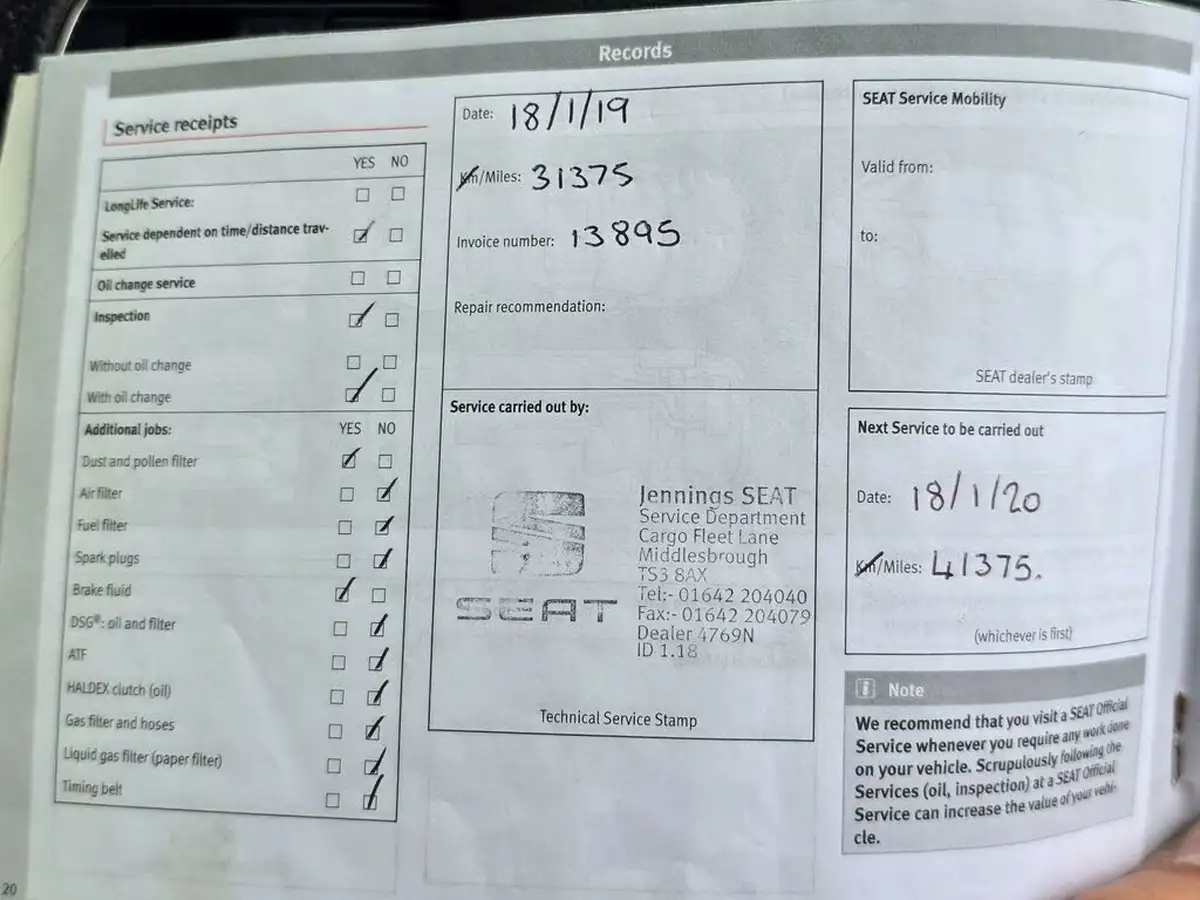 Records
Service receipts
YES NO
LongLife Service:
Service dependent on time/distance trav-
elled
Oil change service
Inspection
Without oil change
With oil change
Additional jobs: YES NO
Dust and pollen filter
Air filter
Fuel filter
Spark plugs
Brake fluid
DSG®: oil and filter
ATF
HALDEX clutch (oil)
Gas filter and hoses
Liquid gas filter (paper filter)
Timing belt
20
Date: 18/1/19
Km/Miles: 31375
Invoice number: 13895
Repair recommendation:
Service carried out by:
SEAT
Jennings SEAT
Service Department
Cargo Fleet Lane
Middlesbrough
TS3 8AX
Tel:- 01642 204040
Fax:- 01642 204079
Dealer 4769N
ID 1.18
Technical Service Stamp
SEAT Service Mobility
Valid from:
to:
SEAT dealer's stamp
Next Service to be carried out
Date: 18/1/20
Km/Miles: 41375.
(whichever is first)
i Note
We recommend that you visit a SEAT Official
Service whenever you require any work done
on your vehicle. Scrupulously following the
Services (oil, inspection) at a SEAT Official
Service can increase the value of your vehi-
cle.